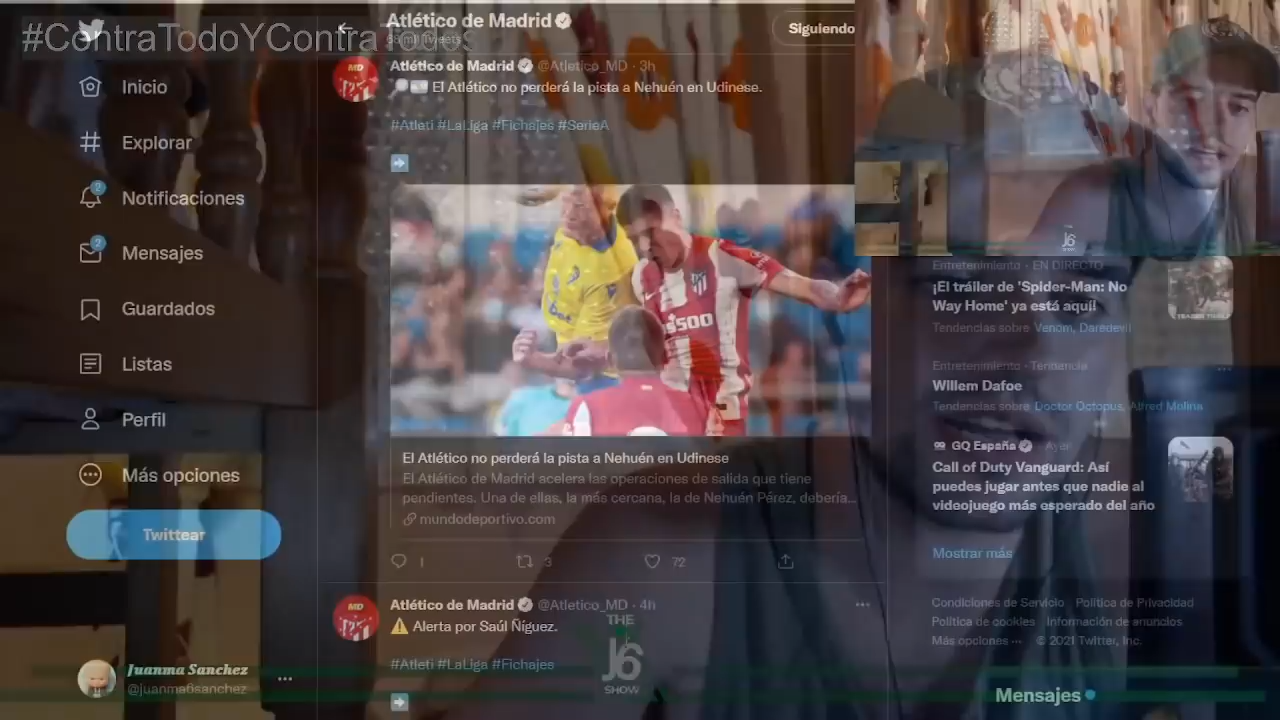 #ContraTodoYContraTodos
Atlético de Madrid
Tweets
Siguiendo
Inicio
Explorar
2
Notificaciones
2
Mensajes
Guardados
Listas
Perfil
Más opciones
Twittear
Juanma Sanchez
@juanma6sanchez
MD
Atlético de Madrid @Atletico_MD · 3h
El Atlético no perderá la pista a Nehuén en Udinese.
#Atleti #LaLiga #Fichajes #SerieA
El Atlético no perderá la pista a Nehuén en Udinese
El Atlético de Madrid acelera las operaciones de salida que tiene
pendientes. Una de ellas, la más cercana, la de Nehuén Pérez, debería...
mundodeportivo.com
1 3 72
MD
Atlético de Madrid @Atletico_MD · 4h
Alerta por Saúl Ñíguez.
#Atleti #LaLiga #Fichajes
THE
J6
SHOW
THE
J6
Entretenimiento · EN DIRECTO
¡El tráiler de 'Spider-Man: No
Way Home' ya está aquí!
Tendencias sobre Venom, Daredevil
Entretenimiento · Tendencia
Willem Dafoe
Tendencias sobre Doctor Octopus, Alfred Molina
GQ España · Ayer
Call of Duty Vanguard: Así
puedes jugar antes que nadie al
videojuego más esperado del año
Mostrar más
Condiciones de Servicio Política de Privacidad
Política de cookies Información de anuncios
Más opciones ··· © 2021 Twitter, Inc.
Mensajes